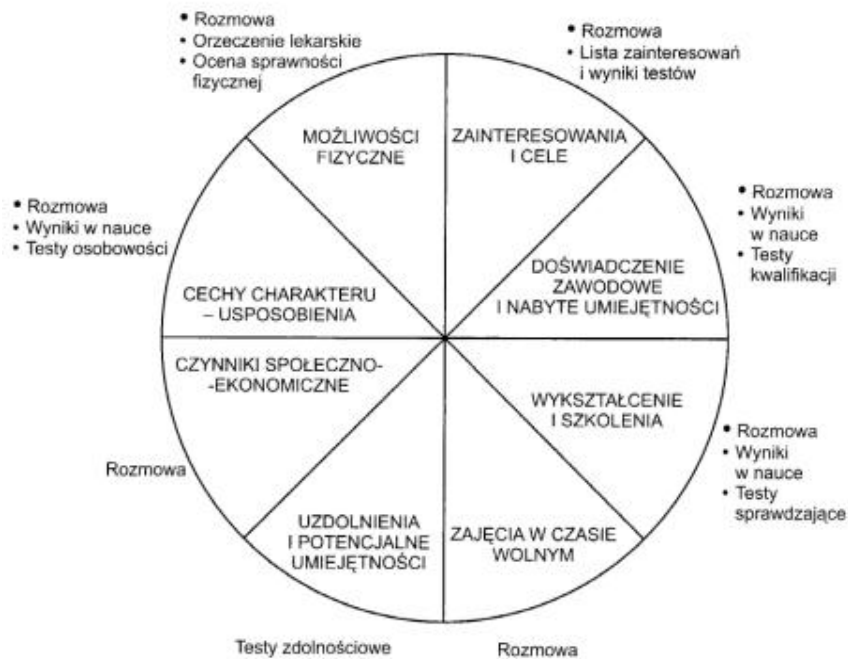 • Rozmowa
• Orzeczenie lekarskie
• Ocena sprawności
fizycznej
• Rozmowa
• Lista zainteresowań
i wyniki testów
MOŻLIWOŚCI
FIZYCZNE
ZAINTERESOWANIA
I CELE
• Rozmowa
• Wyniki w nauce
• Testy osobowości
• Rozmowa
• Wyniki
w nauce
• Testy
kwalifikacji
CECHY CHARAKTERU
– USPOSOBIENIA
DOŚWIADCZENIE
ZAWODOWE
I NABYTE UMIEJĘTNOŚCI
CZYNNIKI SPOŁECZNO-
-EKONOMICZNE
WYKSZTAŁCENIE
I SZKOLENIA
Rozmowa
• Rozmowa
• Wyniki
w nauce
• Testy
sprawdzające
UZDOLNIENIA
I POTENCJALNE
UMIEJĘTNOŚCI
ZAJĘCIA W CZASIE
WOLNYM
Testy zdolnościowe
Rozmowa